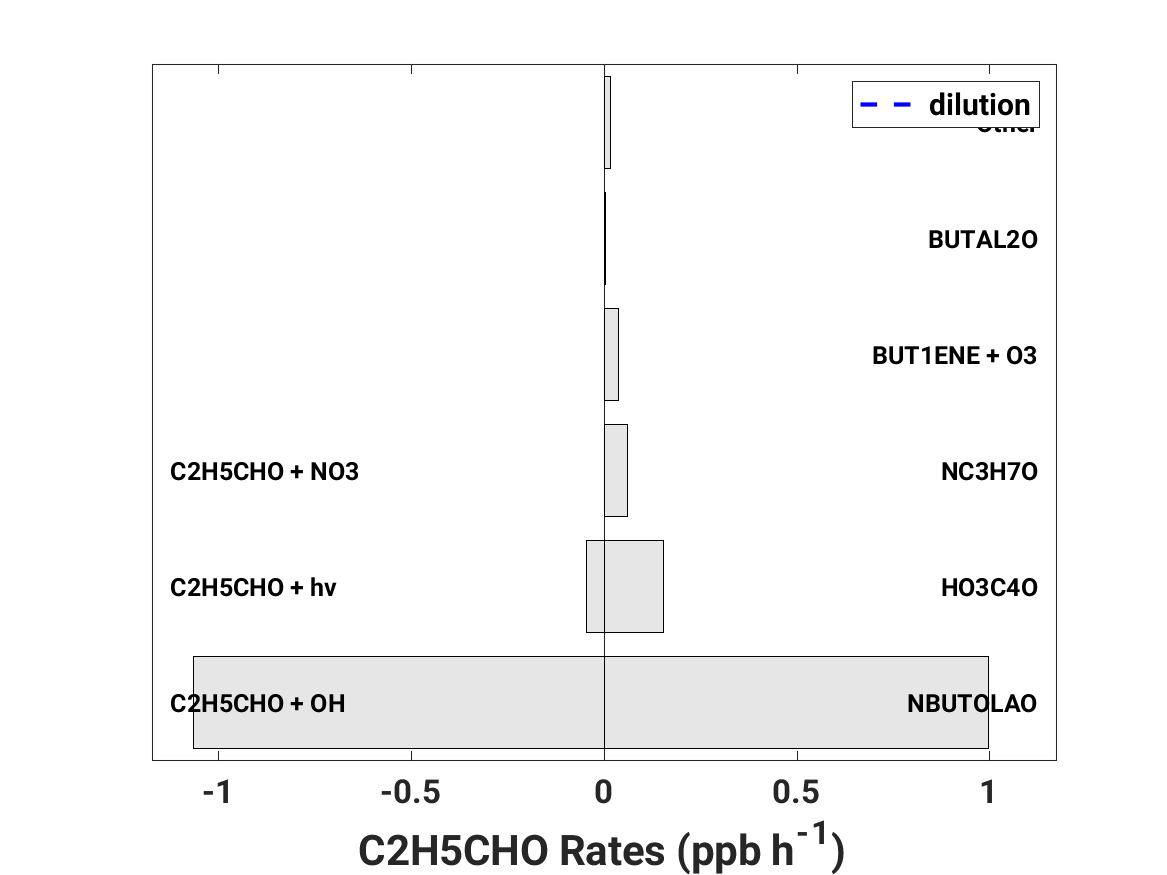 dilution
BUTAL2O
BUT1ENE + O3
C2H5CHO + NO3
NC3H7O
C2H5CHO + hv
HO3C4O
C2H5CHO + OH
NBUTOLAO
-1
-0.5
0
0.5
1
C2H5CHO Rates (ppb h-1)